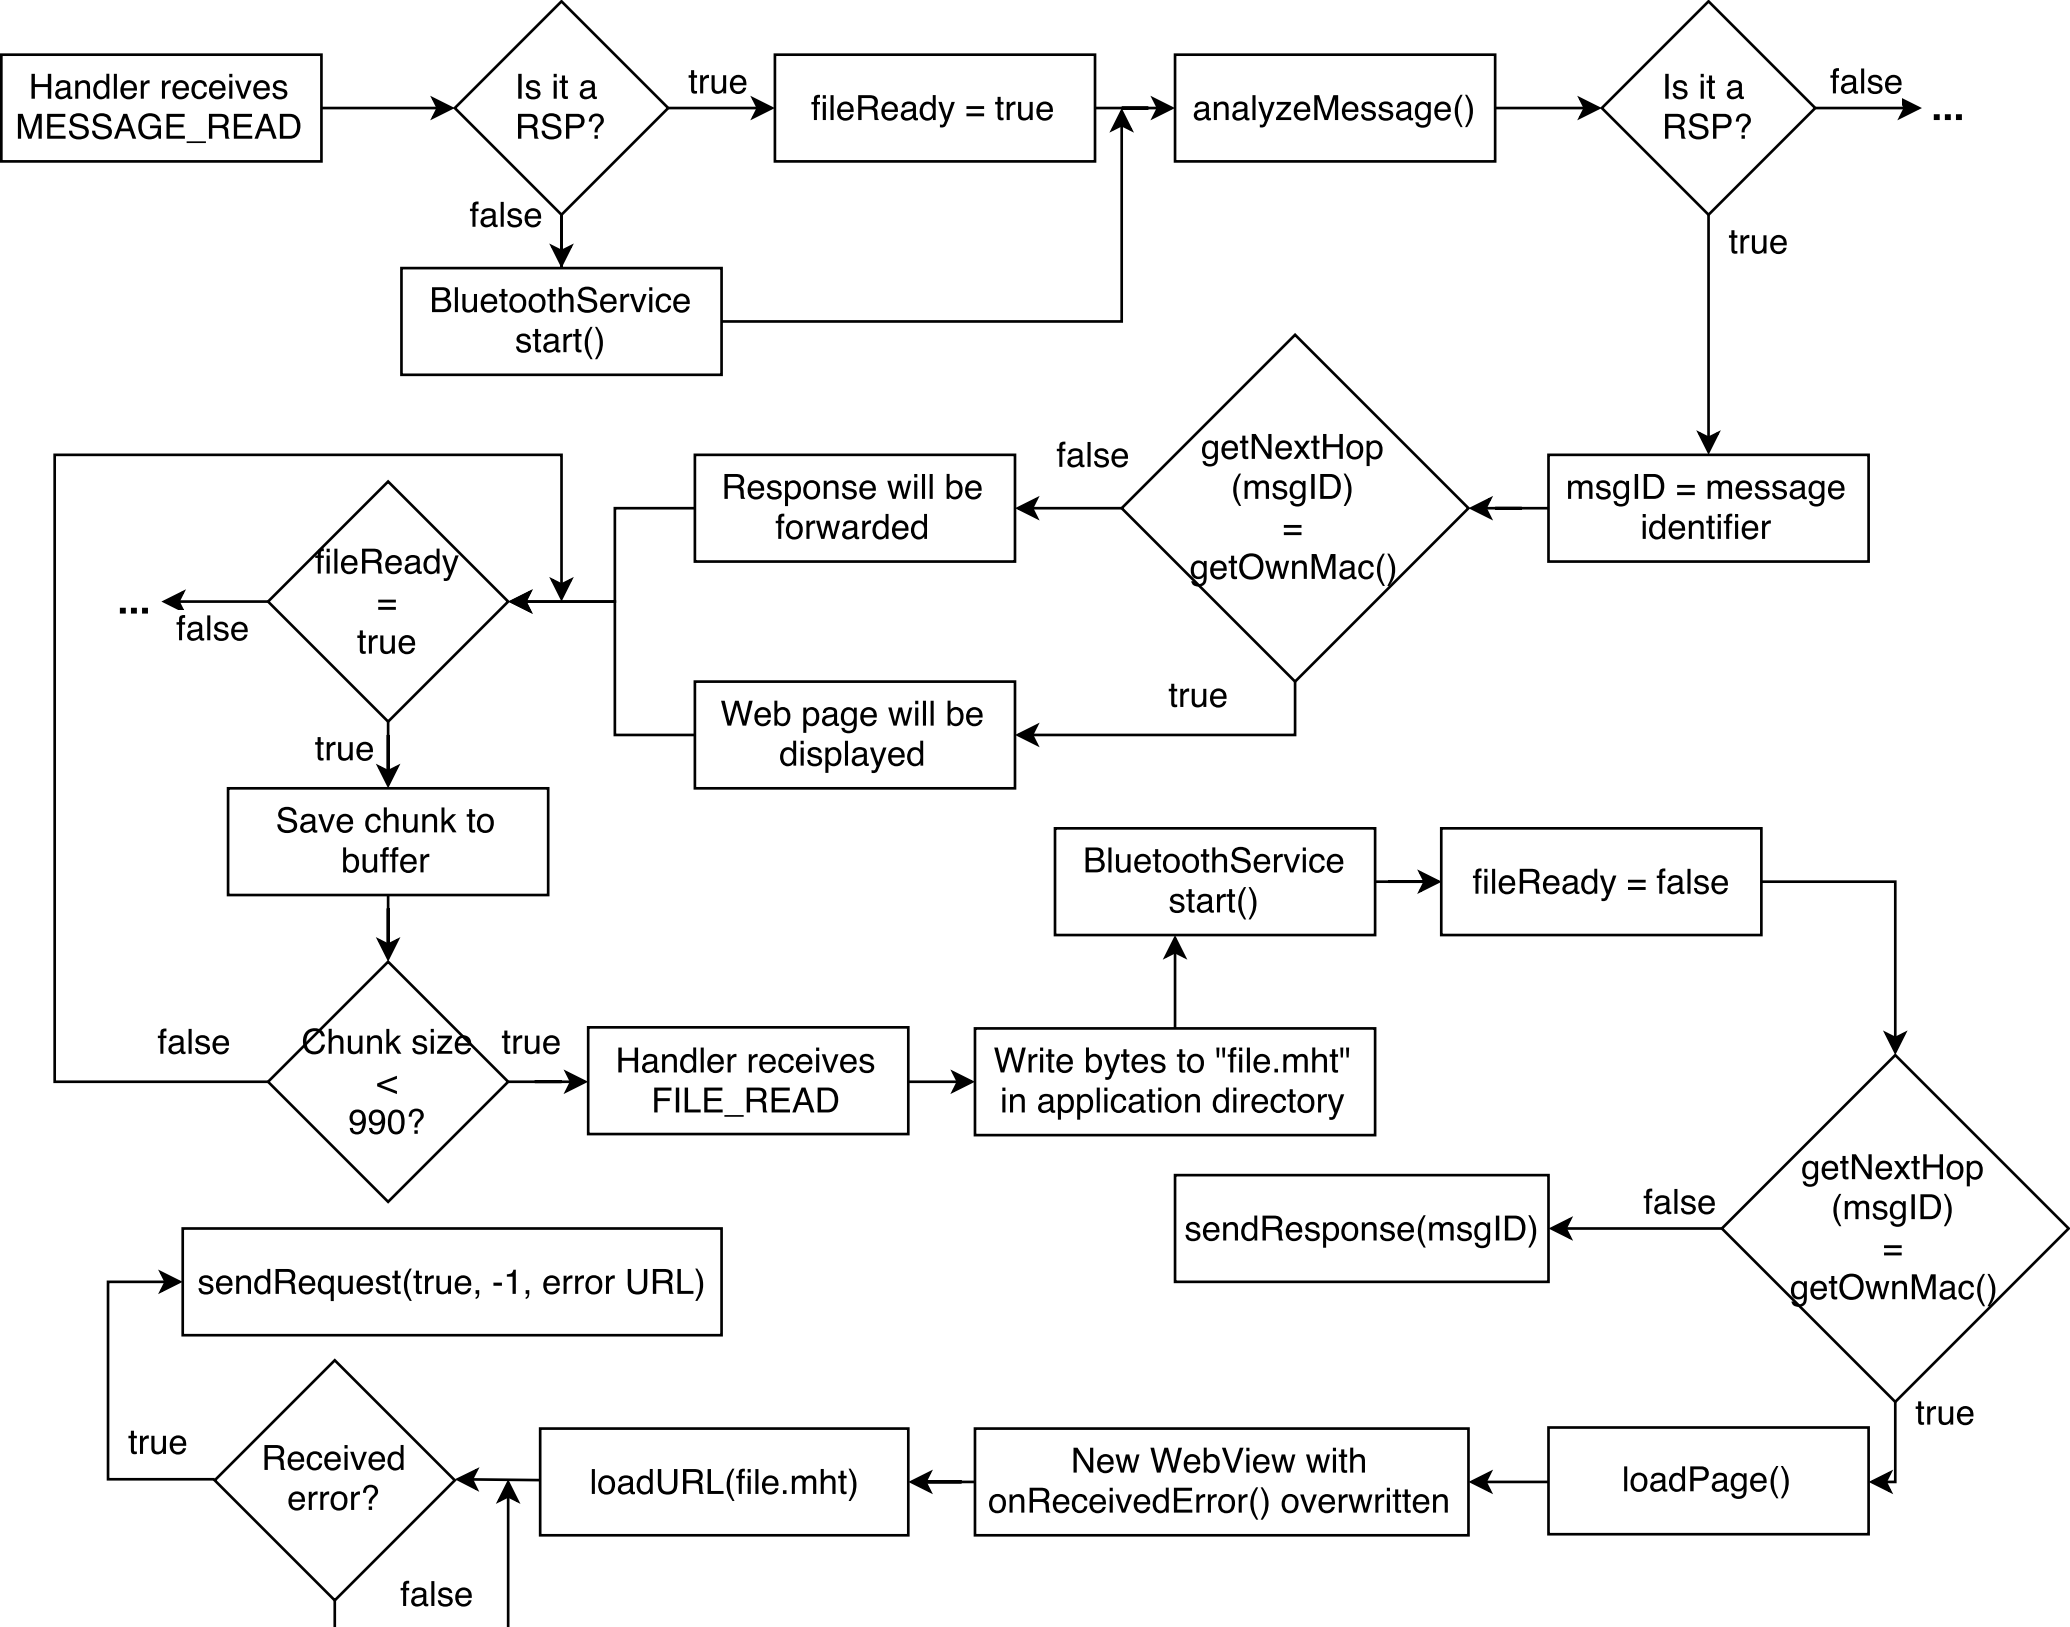 Handler receives
MESSAGE_READ
Is it a
RSP?
true
false
fileReady = true
analyzeMessage()
Is it a
RSP?
false
...
true
BluetoothService
start()
msgID = message
identifier
getNextHop
(msgID)
=
getOwnMac()
false
true
Response will be
forwarded
Web page will be
displayed
fileReady
=
true
false
...
true
Save chunk to
buffer
Chunk size
<
990?
false
true
Handler receives
FILE_READ
Write bytes to "file.mht"
in application directory
BluetoothService
start()
fileReady = false
getNextHop
(msgID)
=
getOwnMac()
false
true
sendResponse(msgID)
loadPage()
New WebView with
onReceivedError() overwritten
loadURL(file.mht)
Received
error?
true
false
sendRequest(true, -1, error URL)